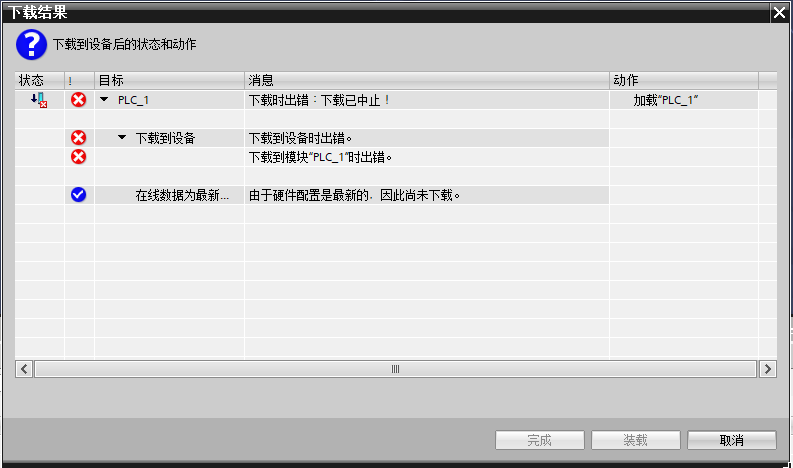 下载结果
下载到设备后的状态和动作
状态 ! 目标 消息 动作
PLC_1 下载时出错：下载已中止！ 加载“PLC_1”
下载到设备 下载到设备时出错。
下载到模块“PLC_1”时出错。
在线数据为最新... 由于硬件配置是最新的，因此尚未下载。
完成 装载 取消